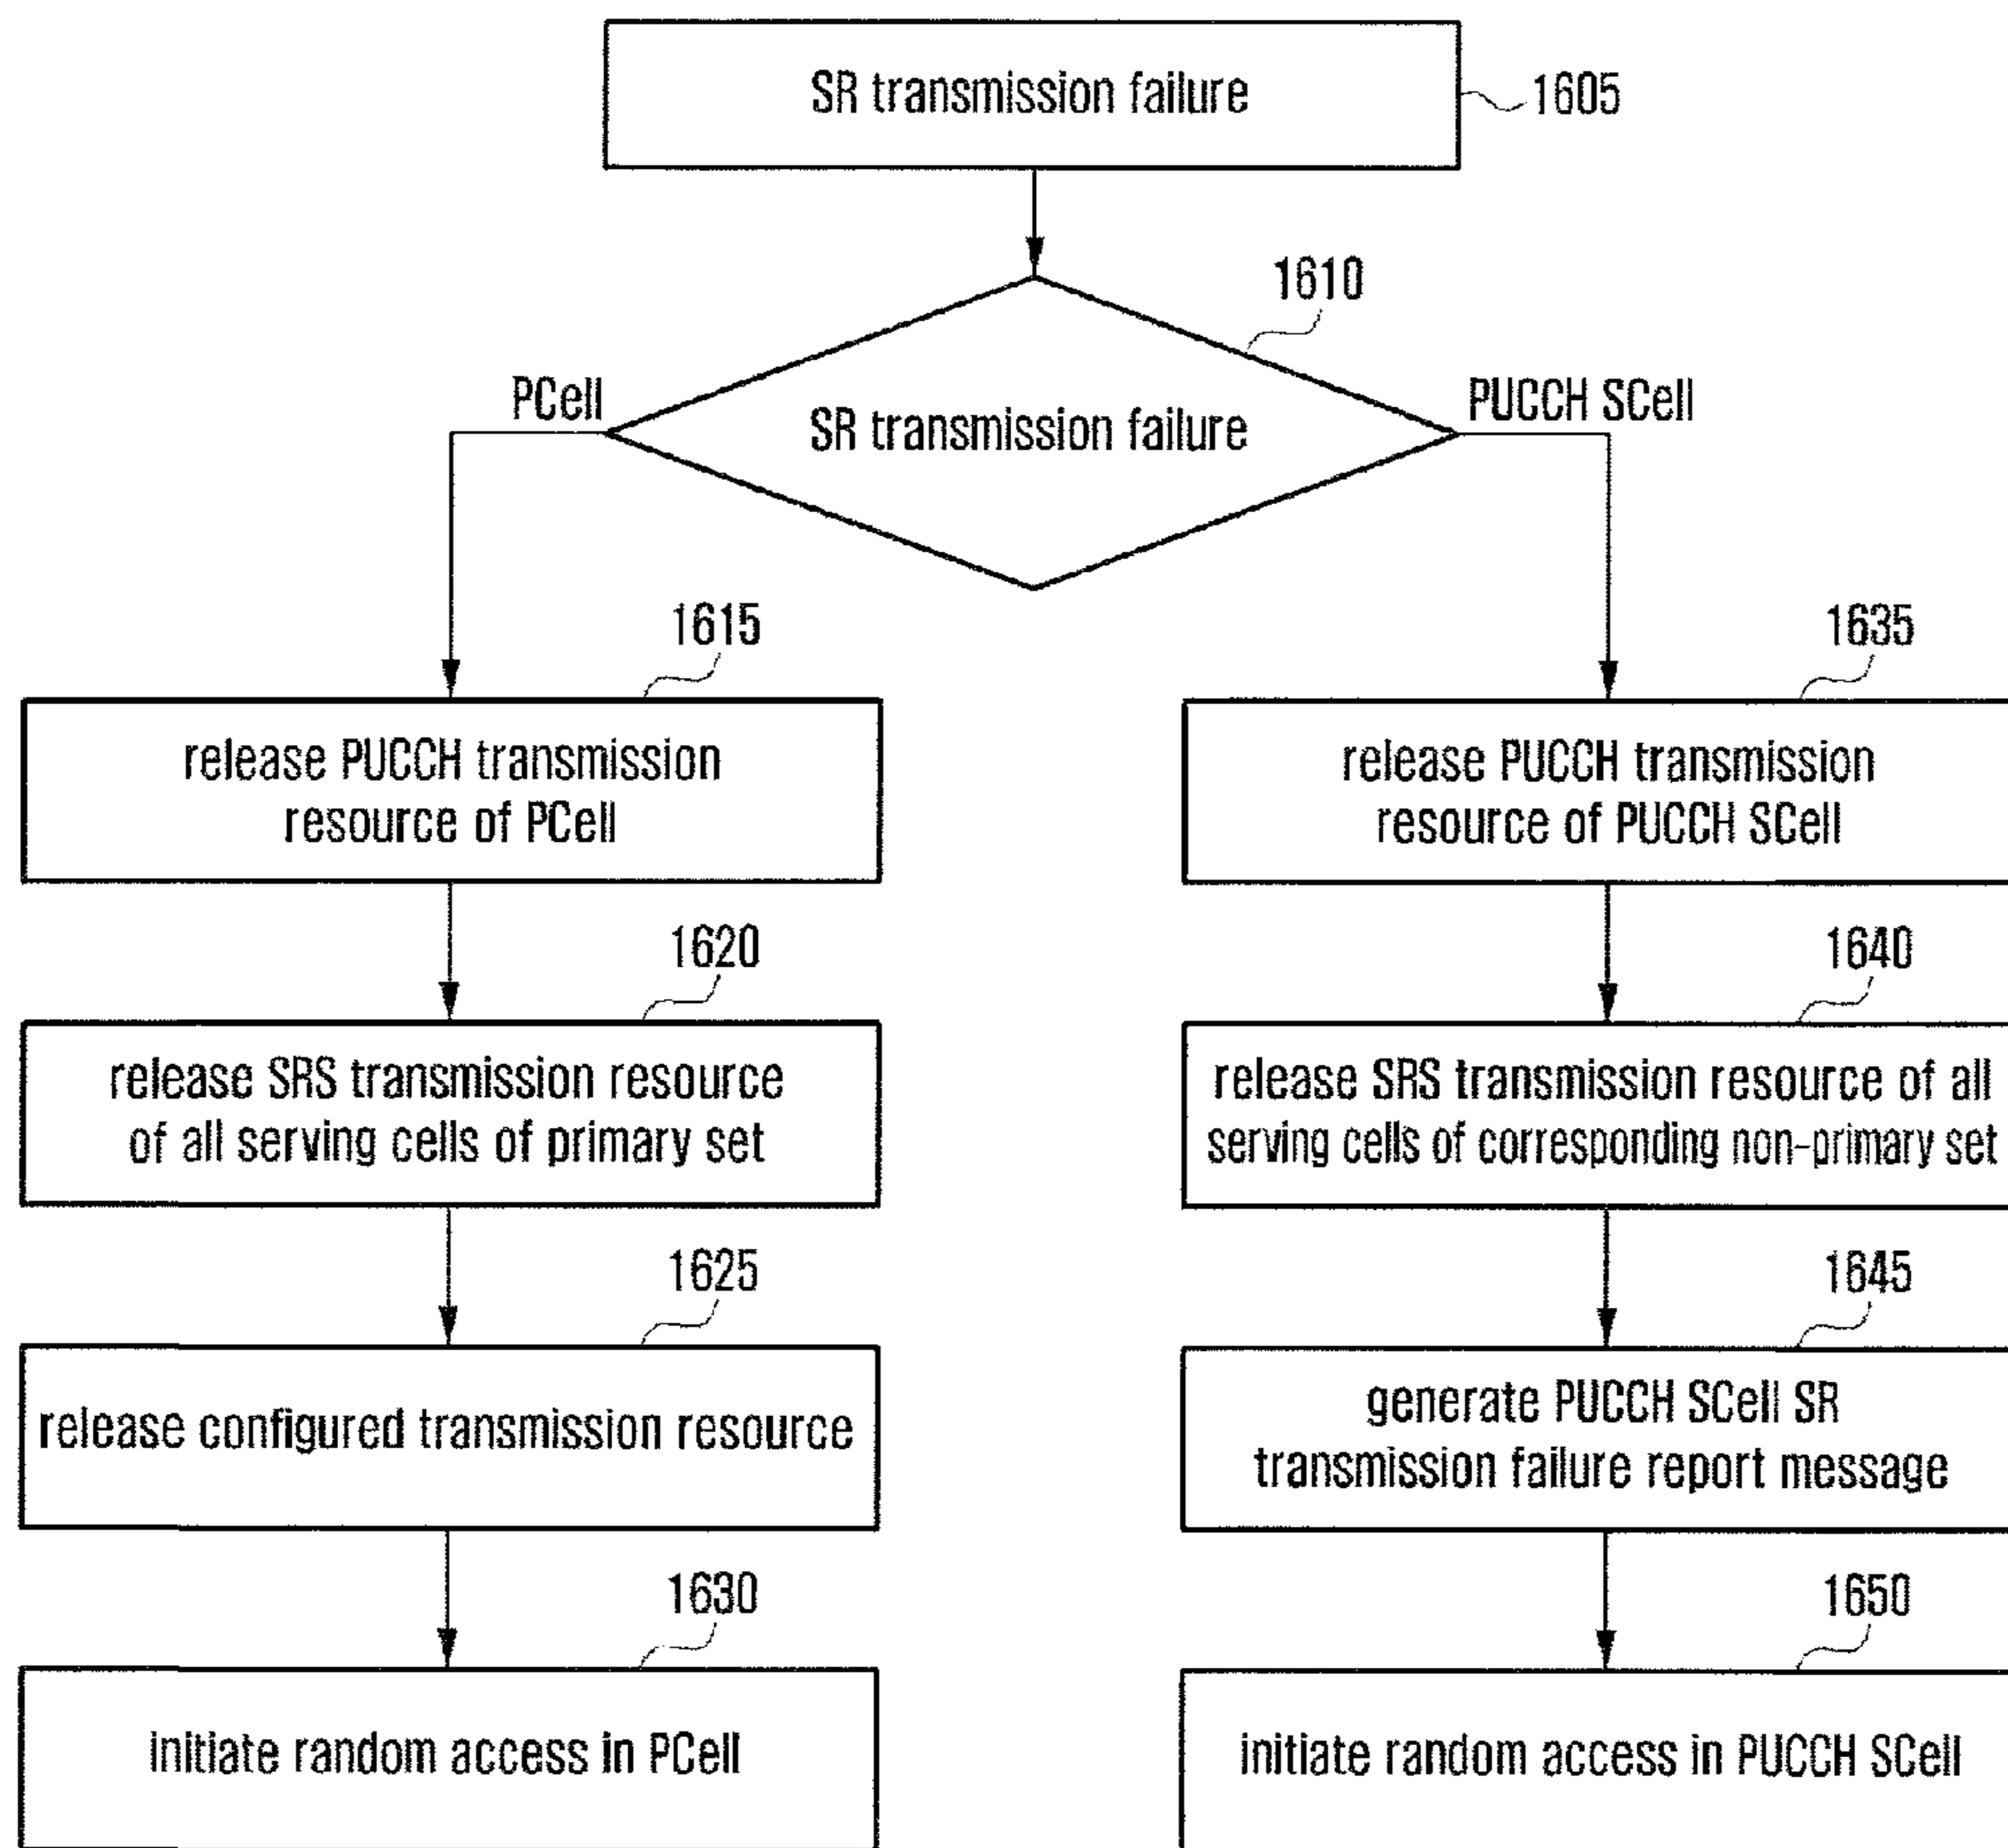 SR transmission failure
1605
1610
PCell
SR transmission failure
PUCCH SCell
1615
release PUCCH transmission
resource of PCell
1620
release SRS transmission resource
of all serving cells of primary set
1625
release configured transmission resource
1630
initiate random access in PCell
1635
release PUCCH transmission
resource of PUCCH SCell
1640
release SRS transmission resource of all
serving cells of corresponding non-primary set
1645
generate PUCCH SCell SR
transmission failure report message
1650
initiate random access in PUCCH SCell